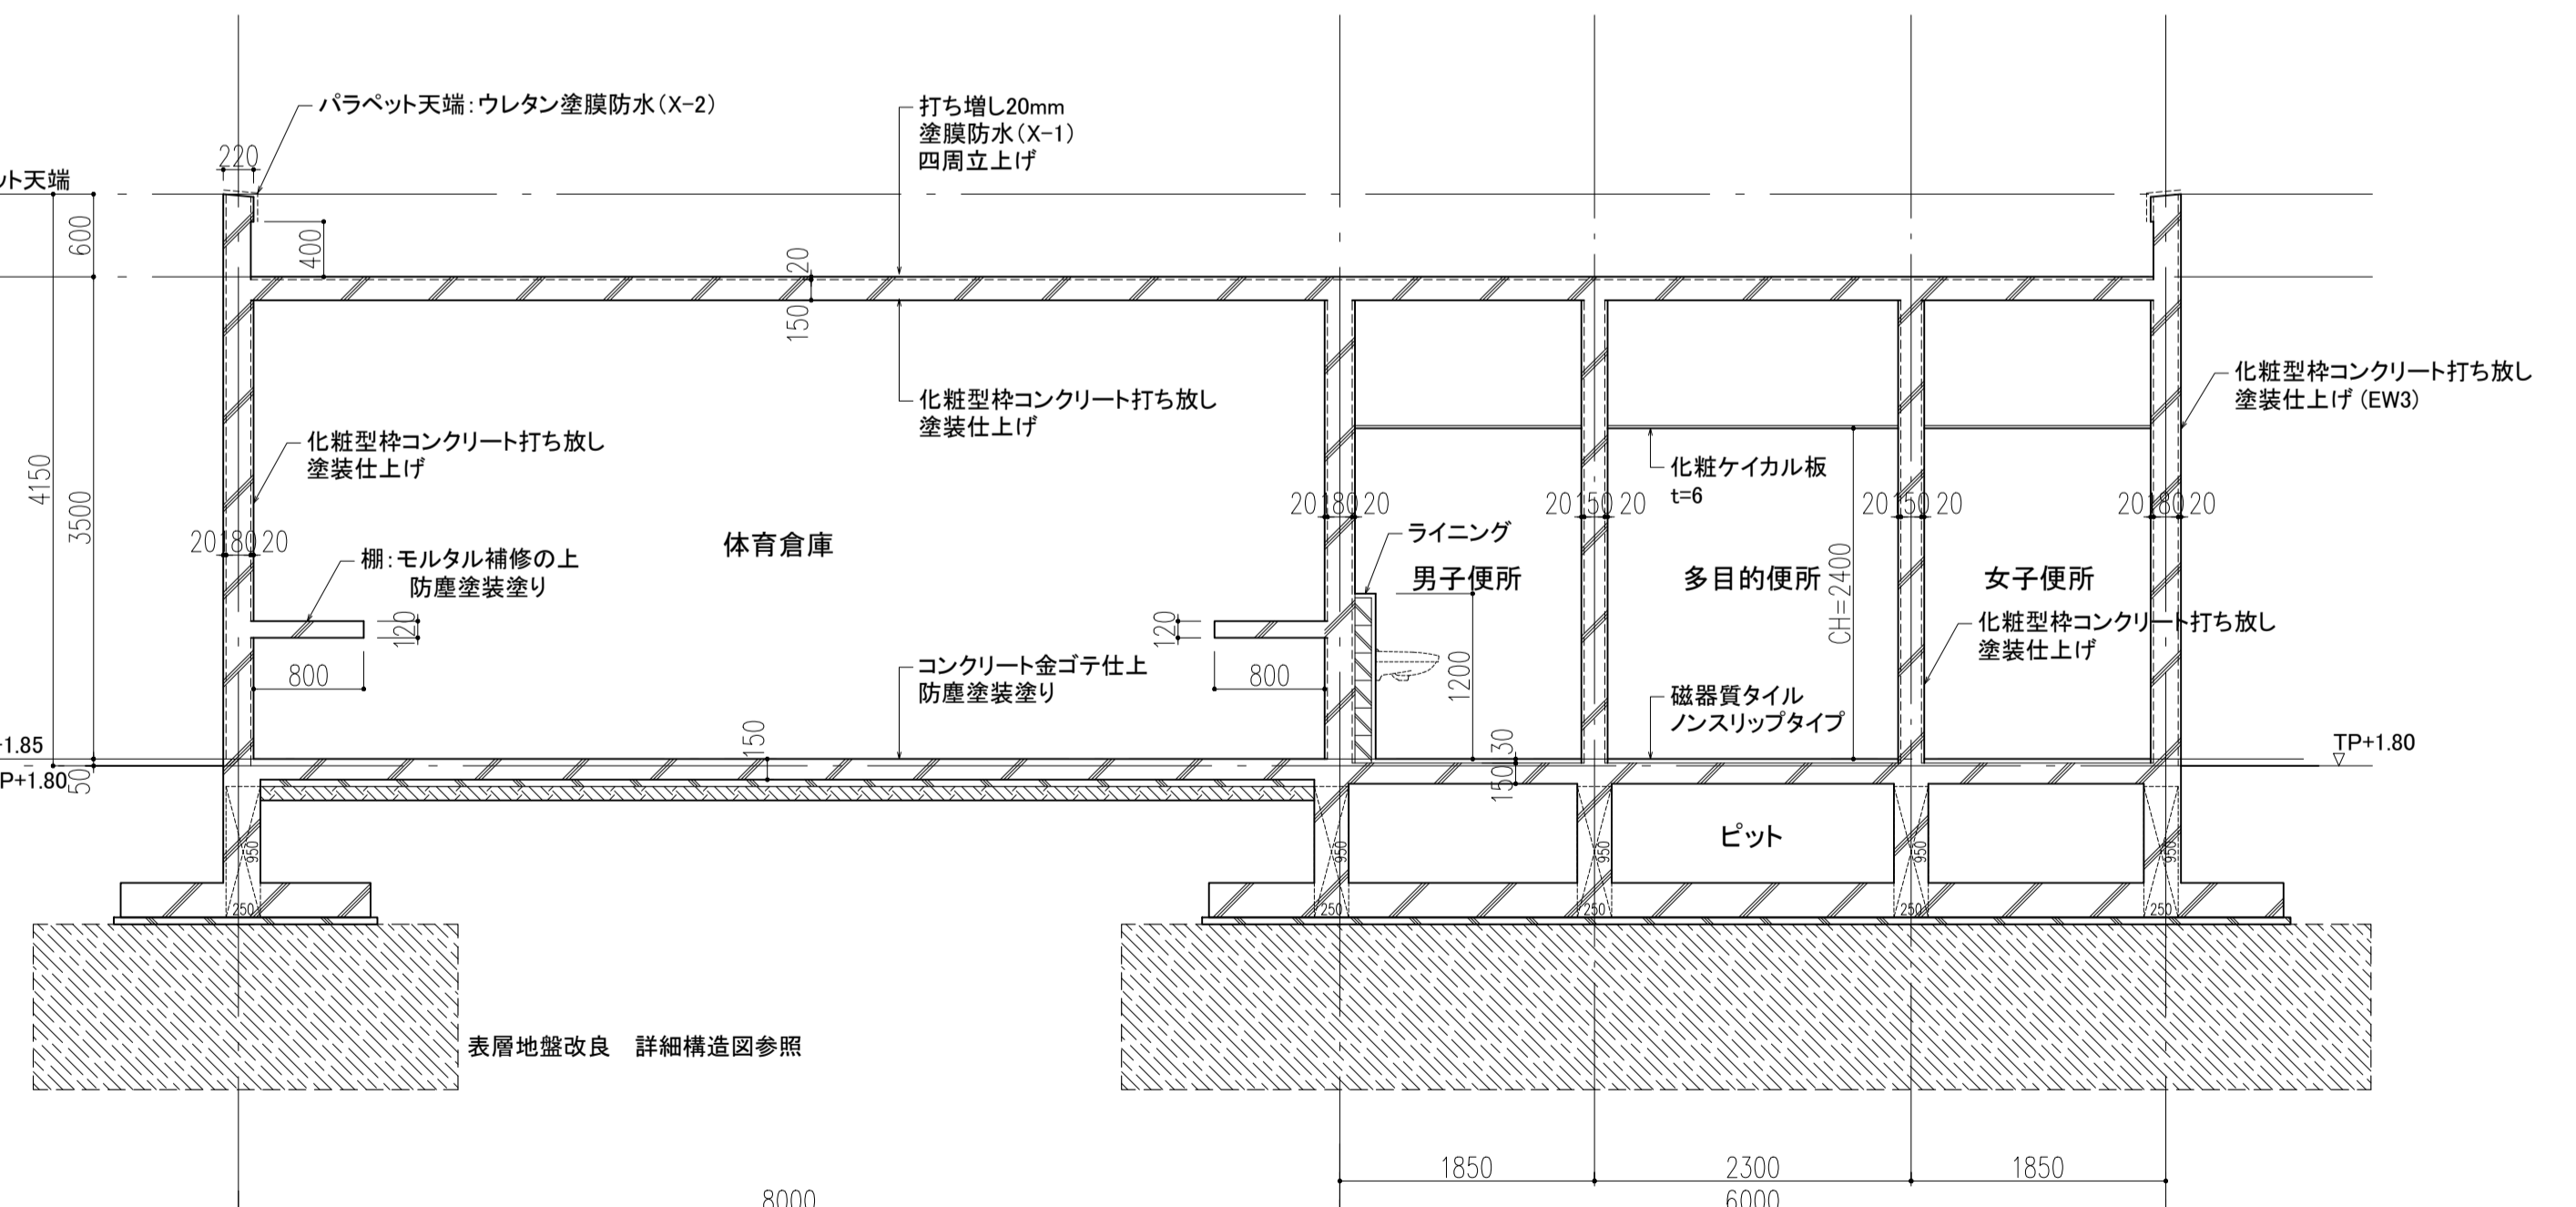 パラペット天端：ウレタン塗膜防水（X-2）
打ち増し20mm
塗膜防水（X-1）
四周立上げ
220
ット天端
600
400
20
150
化粧型枠コンクリート打ち放し
塗装仕上げ
化粧型枠コンクリート打ち放し
塗装仕上げ (EW3)
化粧型枠コンクリート打ち放し
塗装仕上げ
4150
3500
化粧ケイカル板
t=6
20 180 20
20 150 20
20 150 20
20 180 20
20 180 20
体育倉庫
ライニング
男子便所
多目的便所
女子便所
CH=2400
棚：モルタル補修の上
防塵塗装塗り
120
120
800
800
1200
化粧型枠コンクリート打ち放し
塗装仕上げ
コンクリート金ゴテ仕上
防塵塗装塗り
磁器質タイル
ノンスリップタイプ
150
30
150
+1.85
P+1.80
50
TP+1.80
ピット
950
950
950
950
950
250
250
250
250
250
表層地盤改良　詳細構造図参照
1850
2300
1850
8000
6000